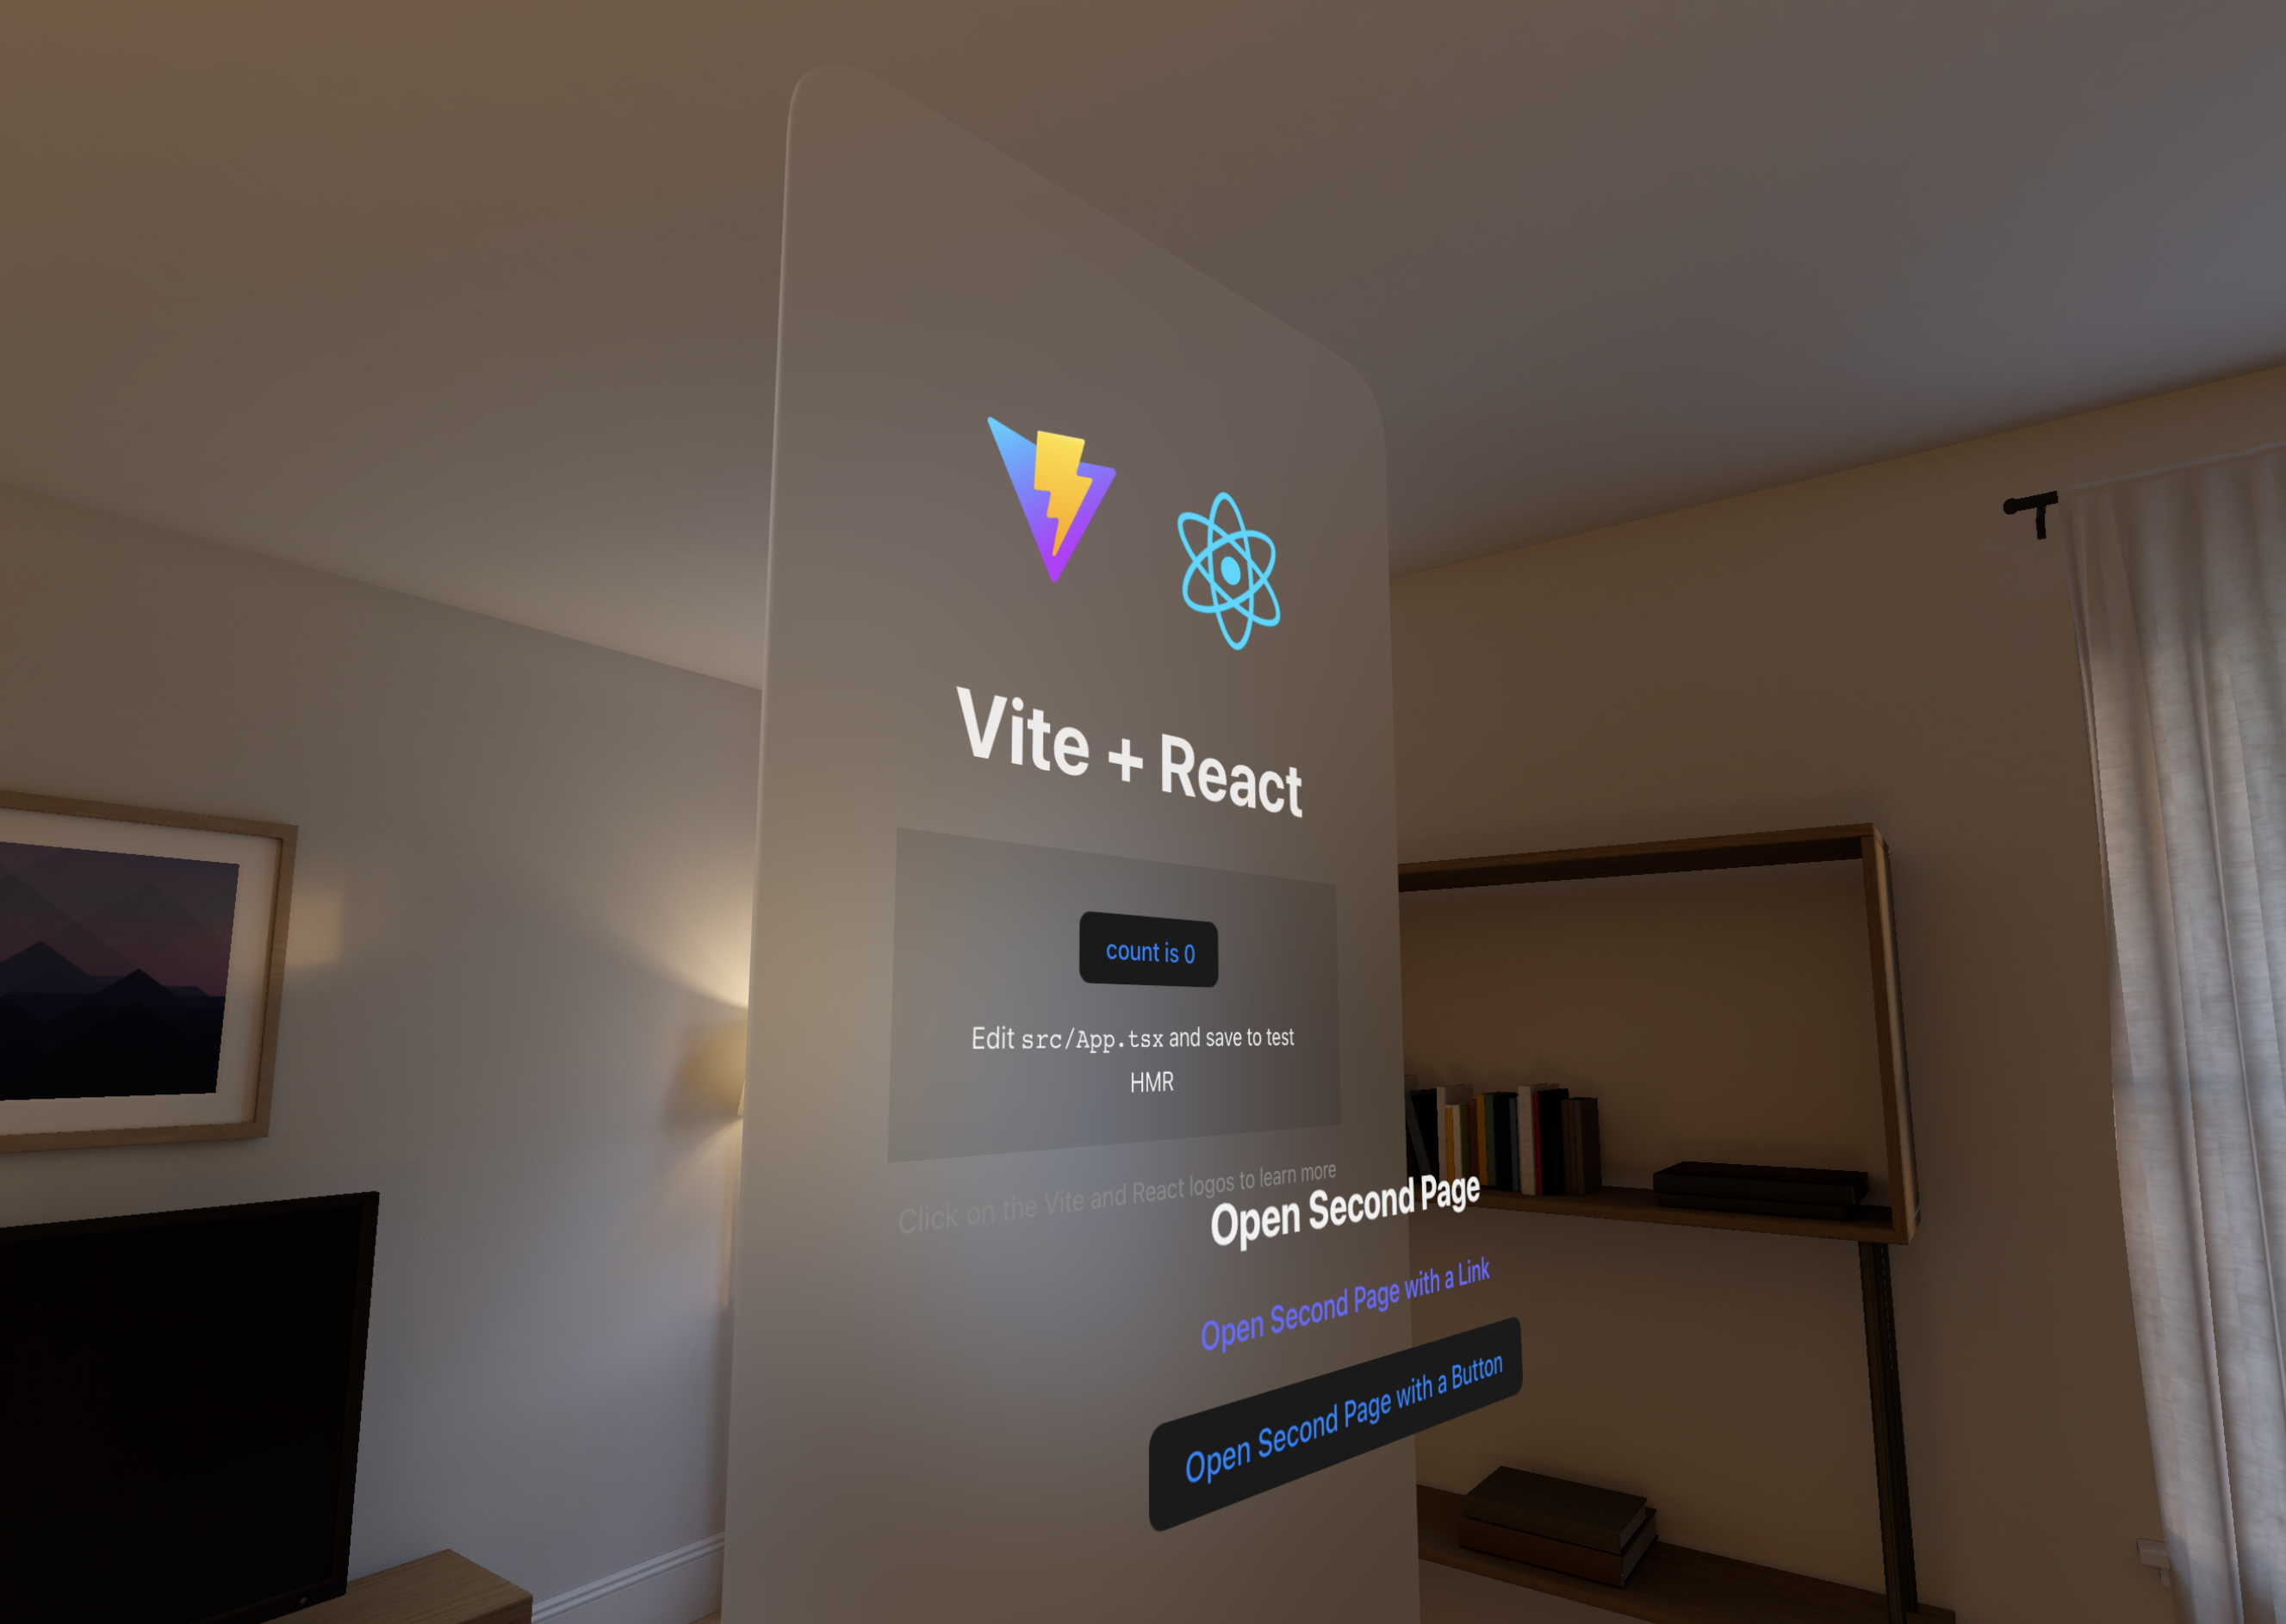 Vite + React
count is 0
Edit src/App.tsx and save to test
HMR
Click on the Vite and React logos to learn more
Open Second Page
Open Second Page with a Link
Open Second Page with a Button